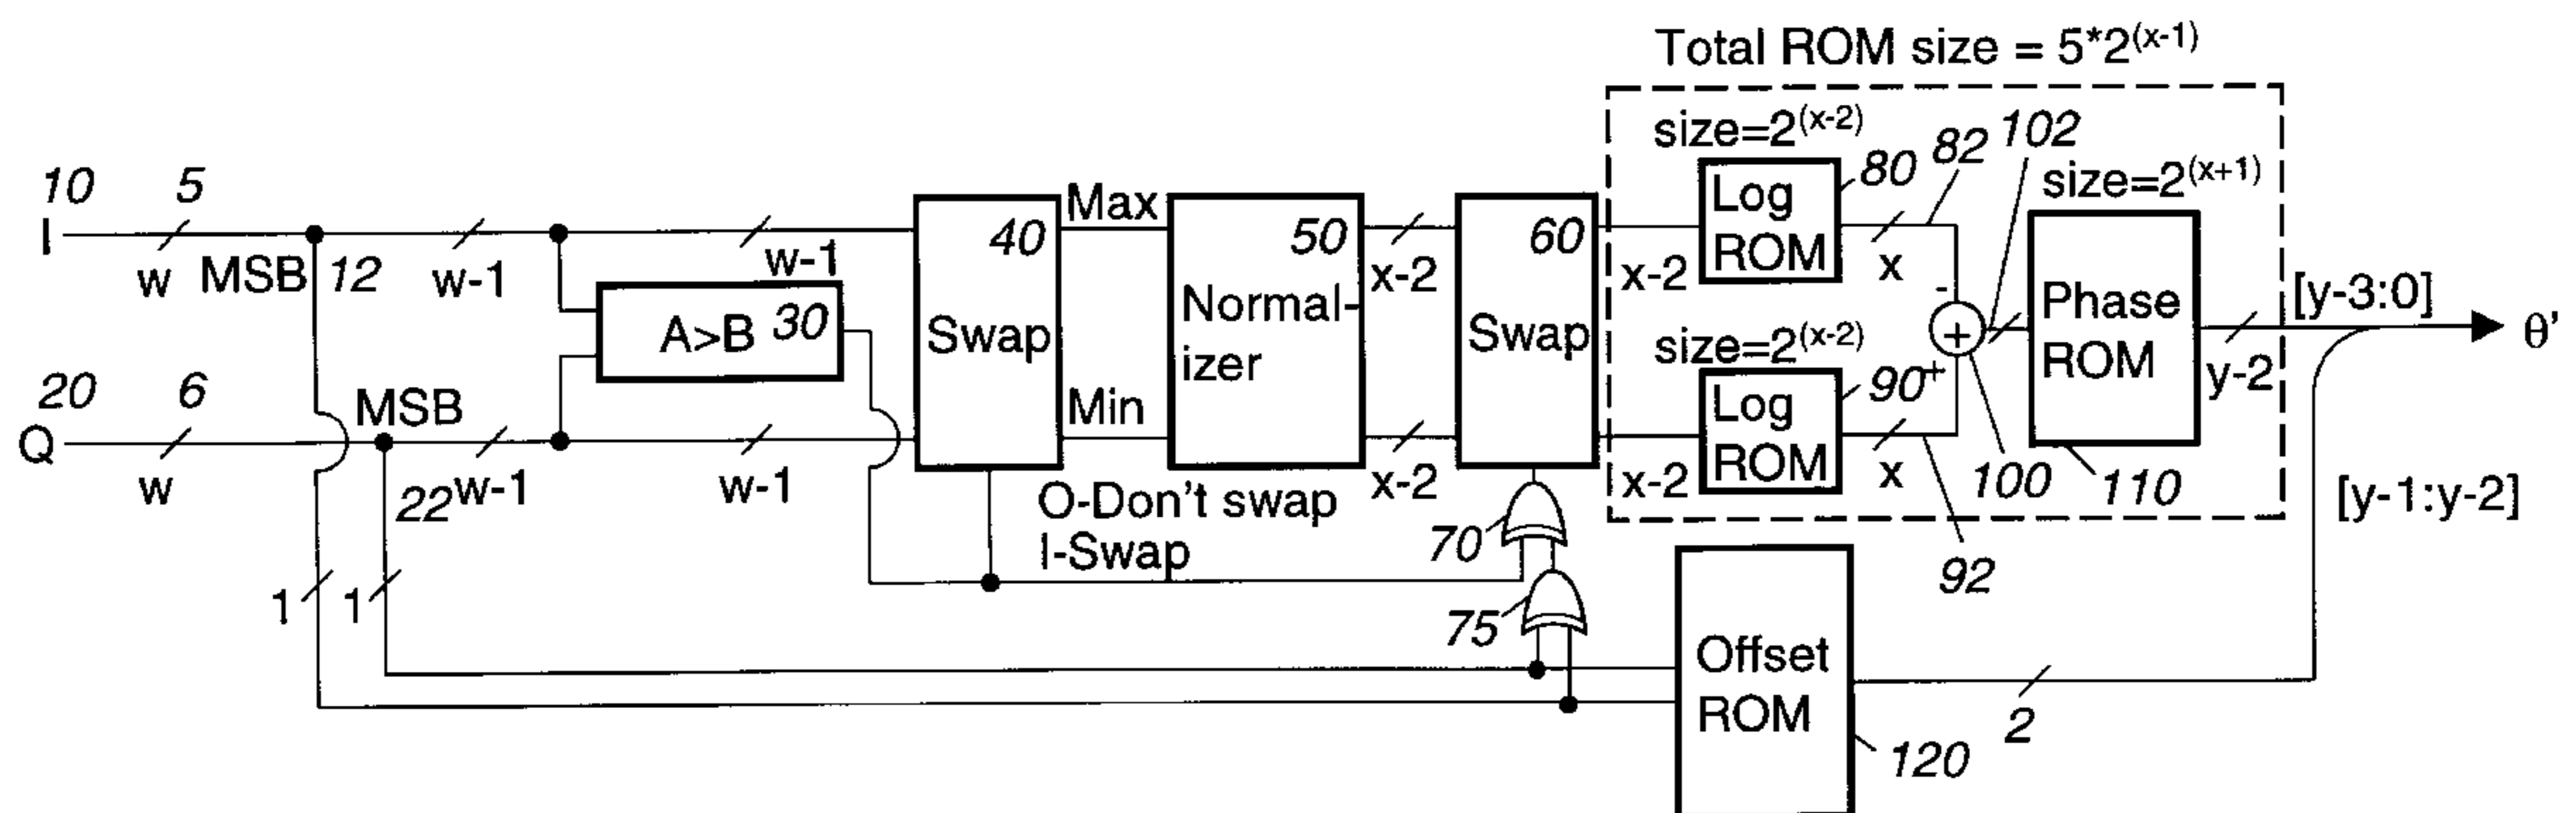 Total ROM size = 5*2^(x-1)
size=2^(x-2)
82
102
10
5
Log ROM
80
size=2^(x+1)
I
w
MSB
12
w-1
w-1
Swap
40
Max
Min
Normal-
izer
50
x-2
x-2
Swap
60
x-2
x
-
A>B
30
+
Phase
ROM
[y-3:0]
θ'
y-2
size=2^(x-2)
Log
ROM
90
+
20
6
Q
w
MSB
22
w-1
w-1
x-2
x
100
110
92
[y-1:y-2]
O-Don't swap
I-Swap
70
75
1
1
Offset
ROM
120
2